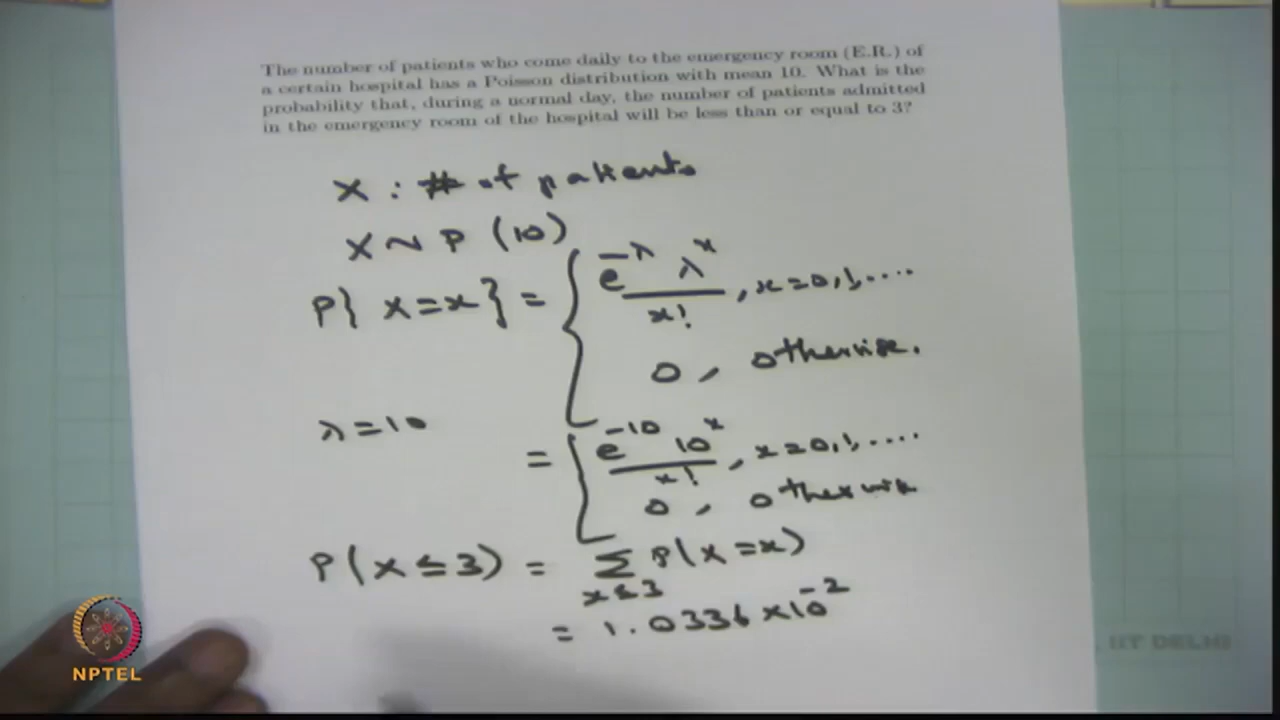 The number of patients who come daily to the emergency room (E.R.) of
a certain hospital has a Poisson distribution with mean 10. What is the
probability that, during a normal day, the number of patients admitted
in the emergency room of the hospital will be less than or equal to 3?
X : # of patients
X ~ P (10)
P{ X = x } = { e^{-λ} λ^x / x! , x = 0, 1, ....
0 , otherwise.
λ = 10
= { e^{-10} 10^x / x! , x = 0, 1, ....
0 , otherwise
P(X ≤ 3) = Σ_{x ≤ 3} P(X = x)
= 1.0336 × 10^{-2}
NPTEL
IIT DELHI